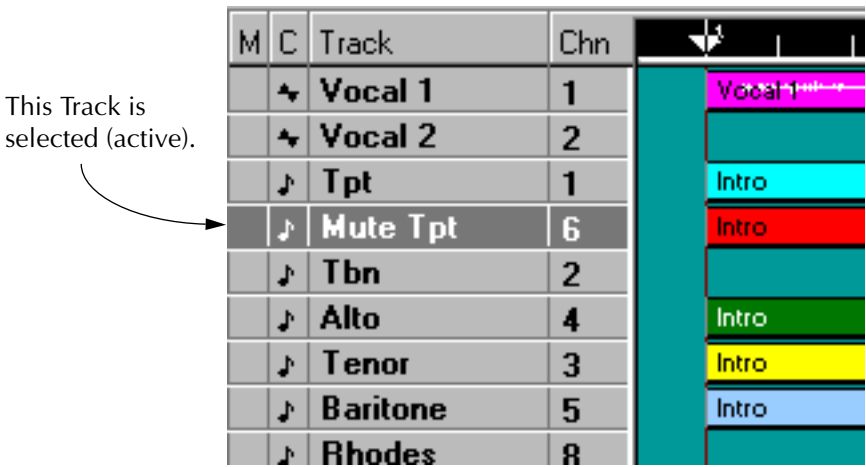 M C Track Chn
1
This Track is
selected (active).
Vocal 1 1 Vocal 1
Vocal 2 2
Tpt 1 Intro
Mute Tpt 6 Intro
Tbn 2
Alto 4 Intro
Tenor 3 Intro
Baritone 5 Intro
Rhodes 8